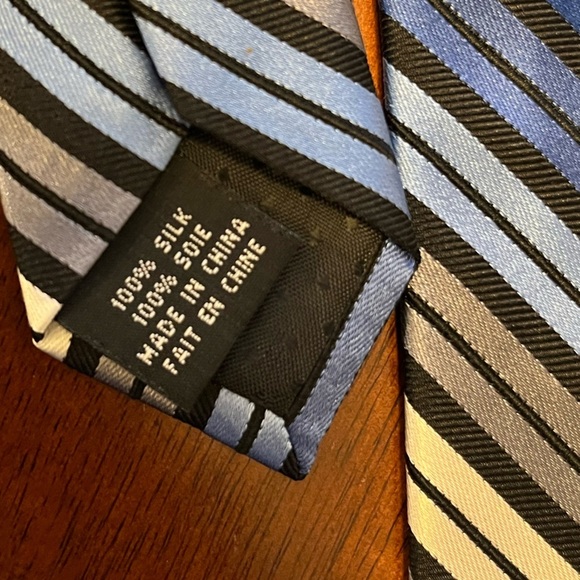 100% SILK
100% SOIE
MADE IN CHINA
FAIT EN CHINE